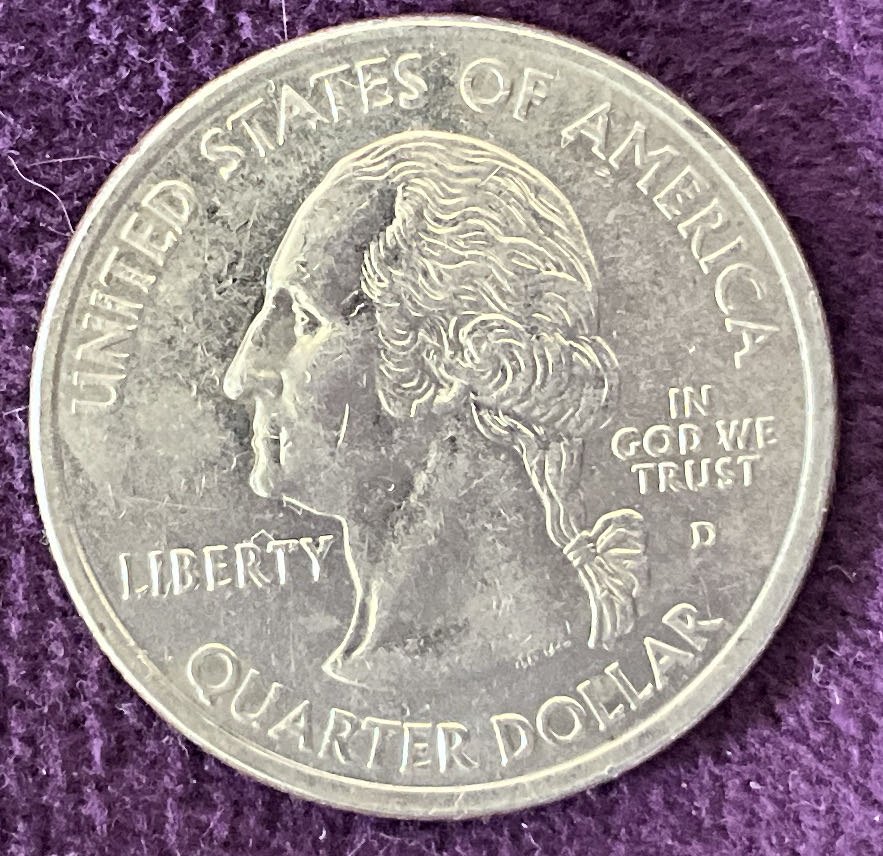 UNITED STATES OF AMERICA
IN
GOD WE
TRUST
D
LIBERTY
QUARTER DOLLAR